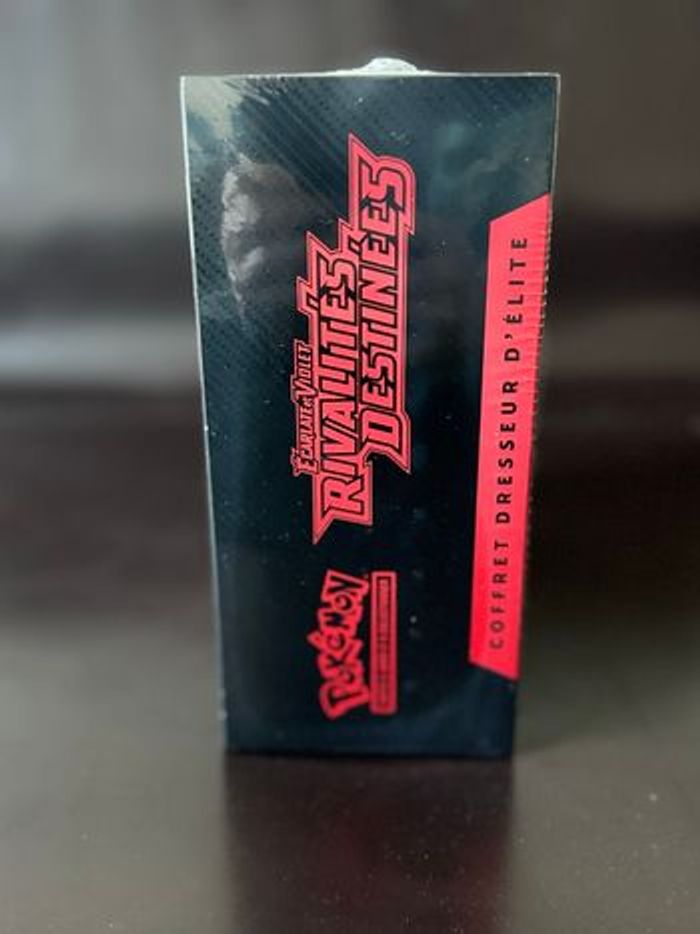 POKéMON
ÉCARLATE ET VIOLET
RIVALITÉS
DESTINÉES
COFFRET DRESSEUR D'ÉLITE